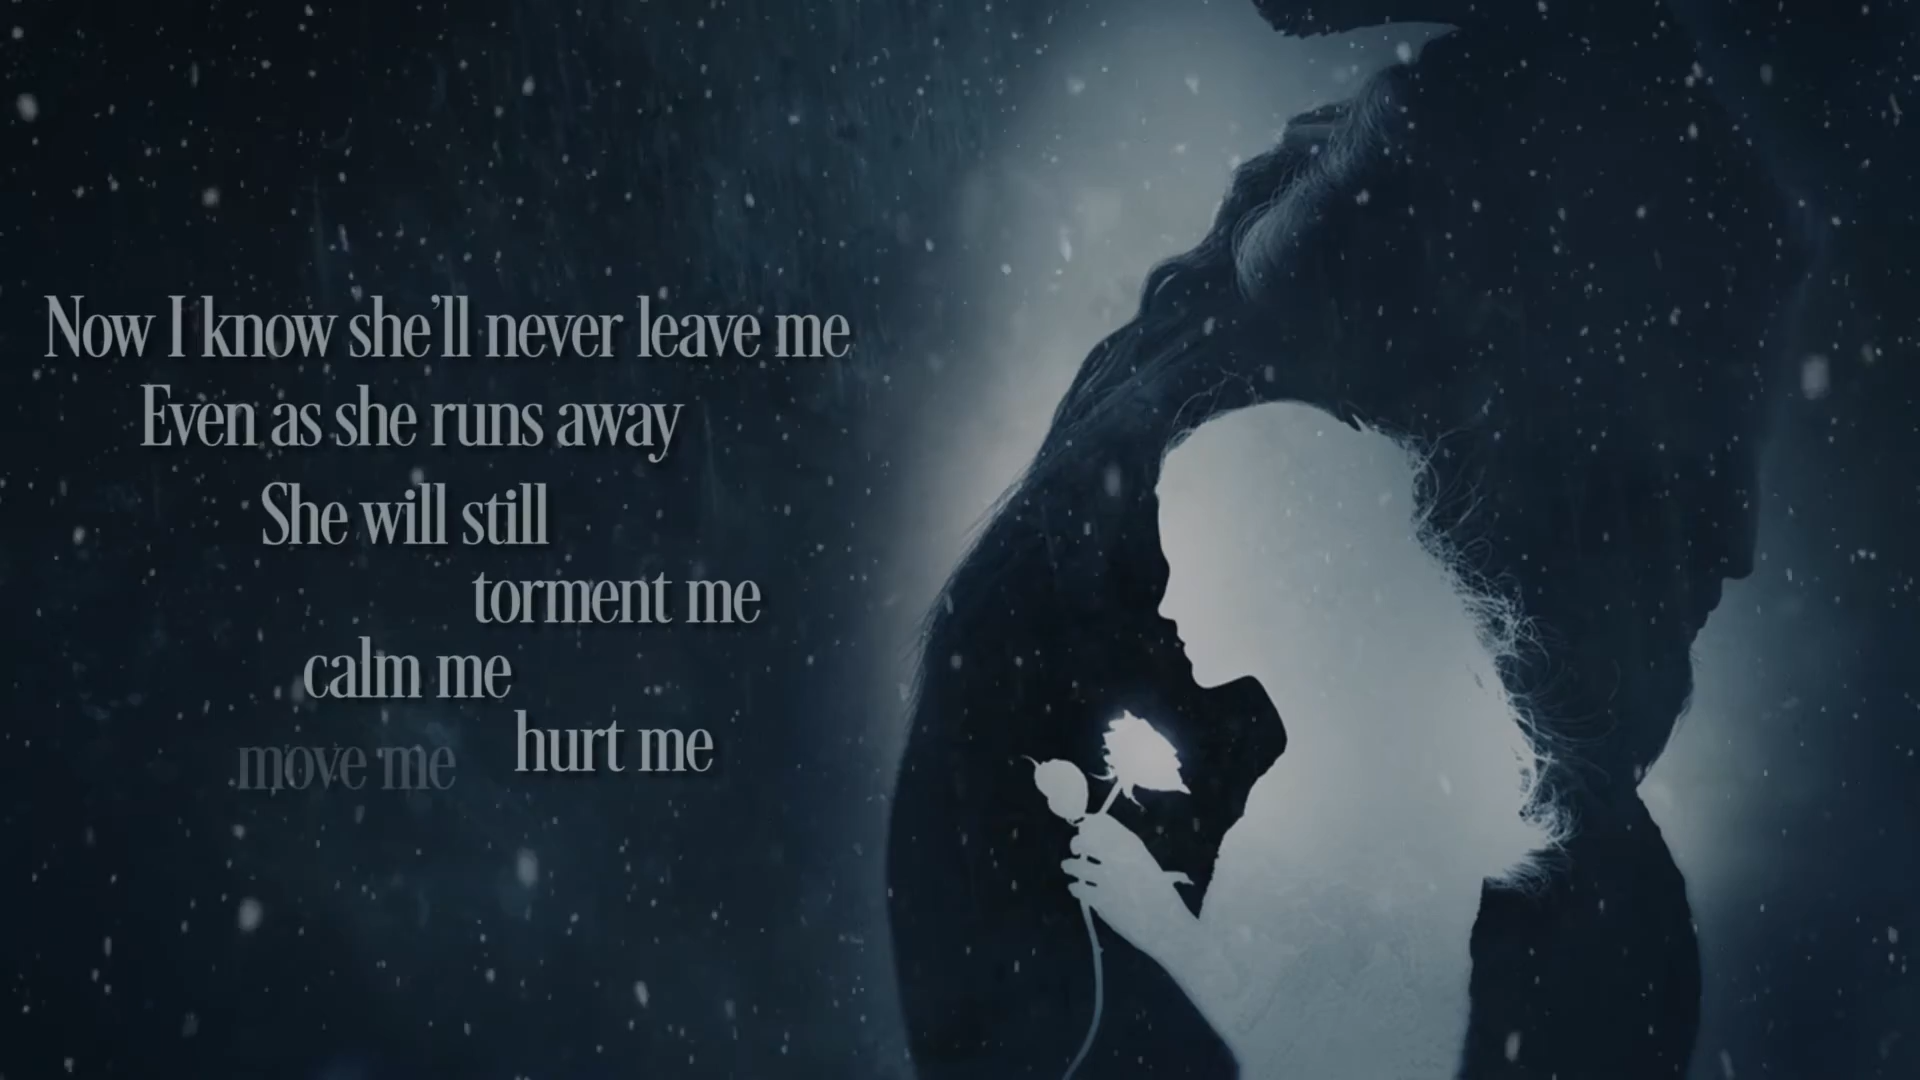 Now I know she'll never leave me
Even as she runs away
She will still
torment me
calm me
hurt me
move me